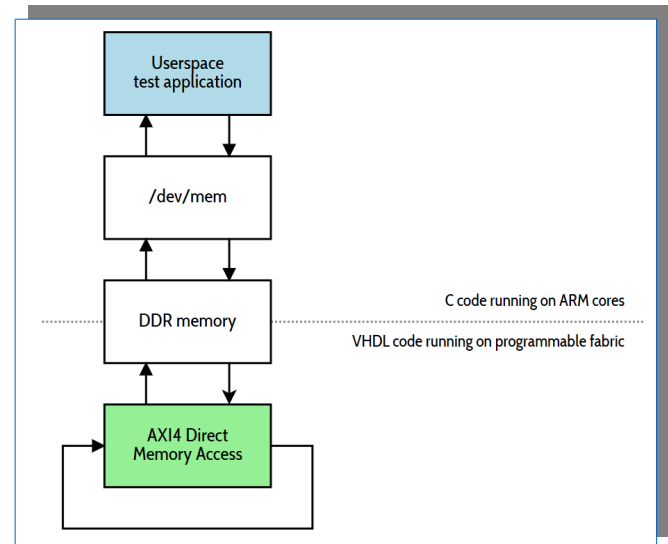 Userspace
test application
/dev/mem
C code running on ARM cores
DDR memory
VHDL code running on programmable fabric
AXI4 Direct
Memory Access